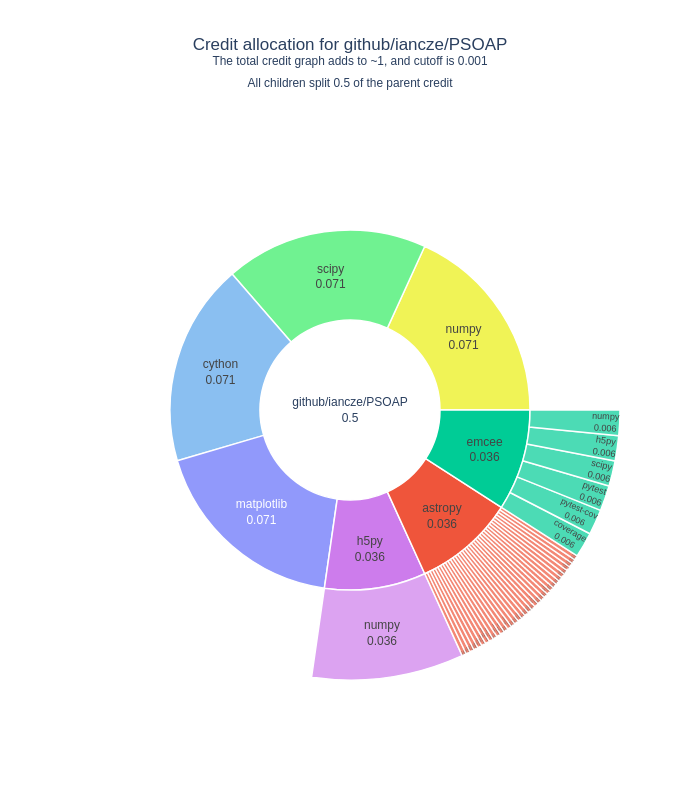 Credit allocation for github/iancze/PSOAP
The total credit graph adds to ~1, and cutoff is 0.001
All children split 0.5 of the parent credit
scipy
0.071
numpy
0.071
cython
0.071
github/iancze/PSOAP
0.5
matplotlib
0.071
h5py
0.036
astropy
0.036
emcee
0.036
numpy
0.036
numpy
0.006
h5py
0.006
scipy
0.006
pytest
0.006
pytest-cov
0.006
coverage
0.006